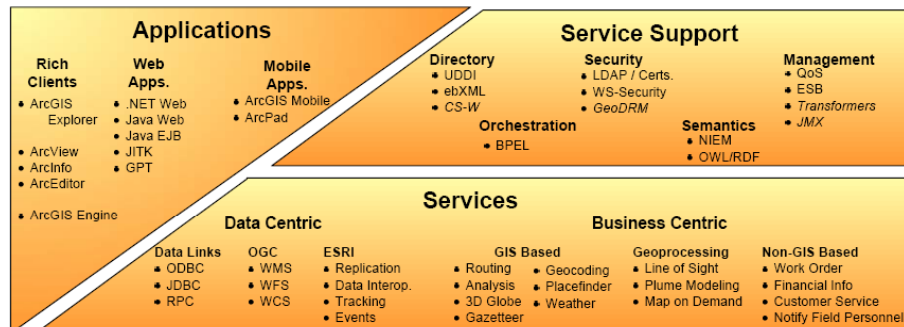 Applications
Rich Clients
ArcGIS Explorer
ArcView
ArcInfo
ArcEditor
ArcGIS Engine
Web Apps.
.NET Web
Java Web
Java EJB
JITK
GPT
Mobile Apps.
ArcGIS Mobile
ArcPad
Service Support
Directory
UDDI
ebXML
CS-W
Security
LDAP / Certs.
WS-Security
GeoDRM
Management
QoS
ESB
Transformers
JMX
Orchestration
BPEL
Semantics
NIEM
OWL/RDF
Services
Data Centric
Data Links
ODBC
JDBC
RPC
OGC
WMS
WFS
WCS
ESRI
Replication
Data Interop.
Tracking
Events
Business Centric
GIS Based
Routing
Analysis
3D Globe
Gazetteer
Geocoding
Placefinder
Weather
Geoprocessing
Line of Sight
Plume Modeling
Map on Demand
Non-GIS Based
Work Order
Financial Info
Customer Service
Notify Field Personnel